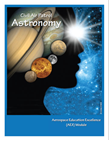 Civil Air Patrol
Astronomy
Aerospace Education Excellence
(AEX) Module